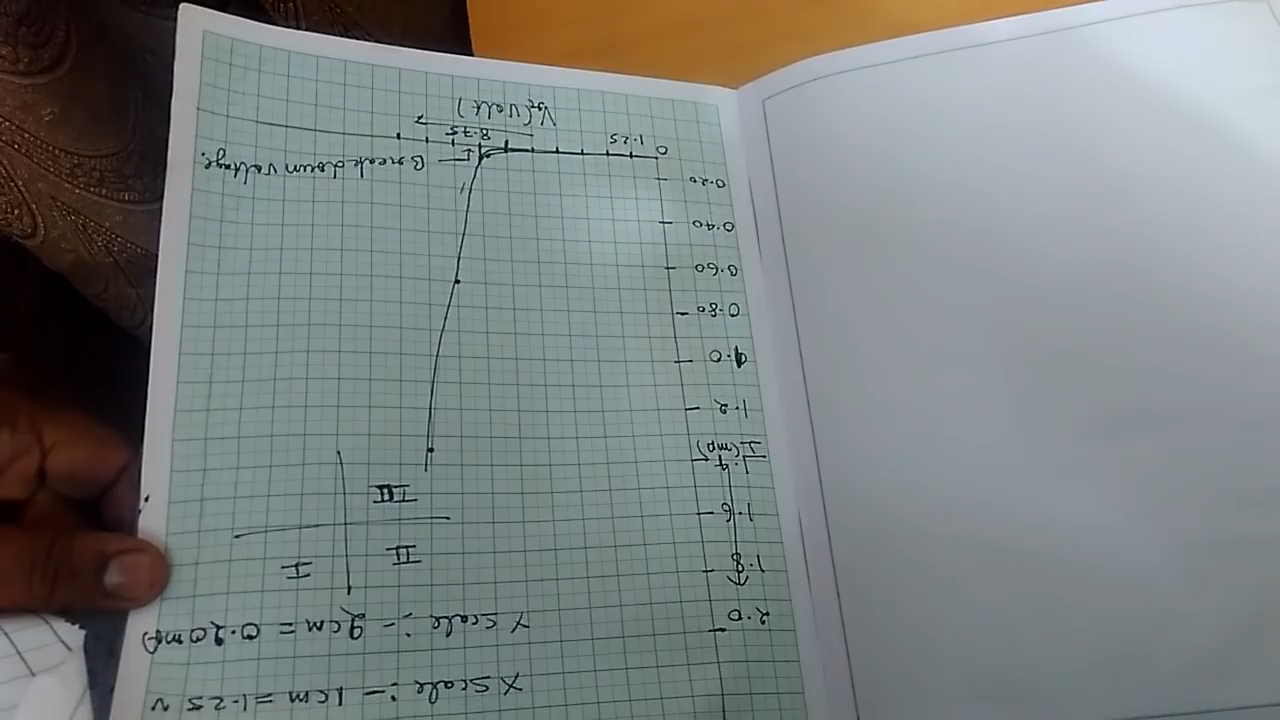 X scale :- 1cm = 1.25 v
Y scale :- 2cm = 0.20mA
I
II
III
2.0
1.8
1.6
1.4
I (mA)
1.2
1.0
0.80
0.60
0.40
0.20
0
1.25
8.75
Breakdown voltage.
(Volt)